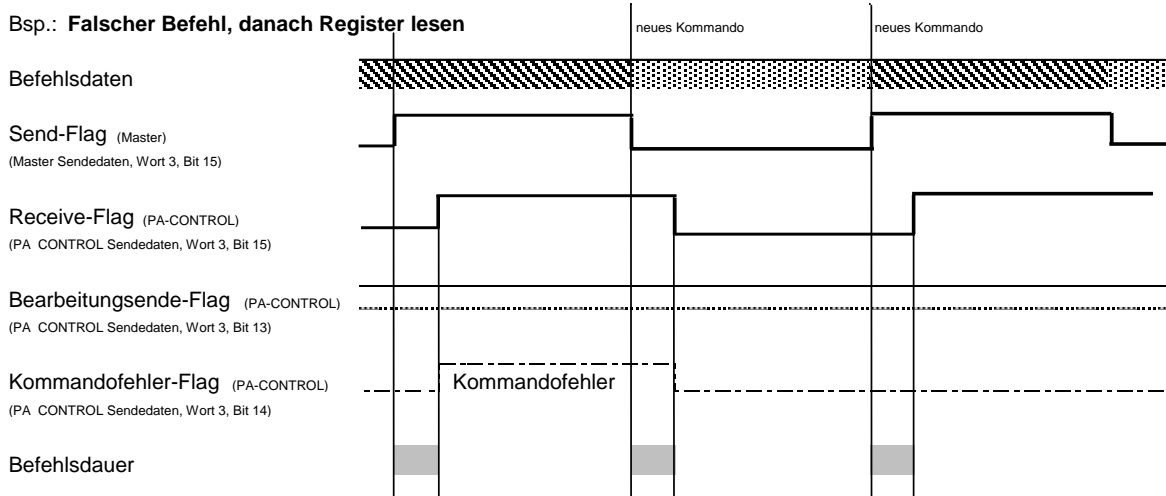 Bsp.: Falscher Befehl, danach Register lesen
neues Kommando
neues Kommando
Befehlsdaten
Send-Flag (Master)
(Master Sendedaten, Wort 3, Bit 15)
Receive-Flag (PA-CONTROL)
(PA CONTROL Sendedaten, Wort 3, Bit 15)
Bearbeitungsende-Flag (PA-CONTROL)
(PA CONTROL Sendedaten, Wort 3, Bit 13)
Kommandofehler-Flag (PA-CONTROL)
Kommandofehler
(PA CONTROL Sendedaten, Wort 3, Bit 14)
Befehlsdauer